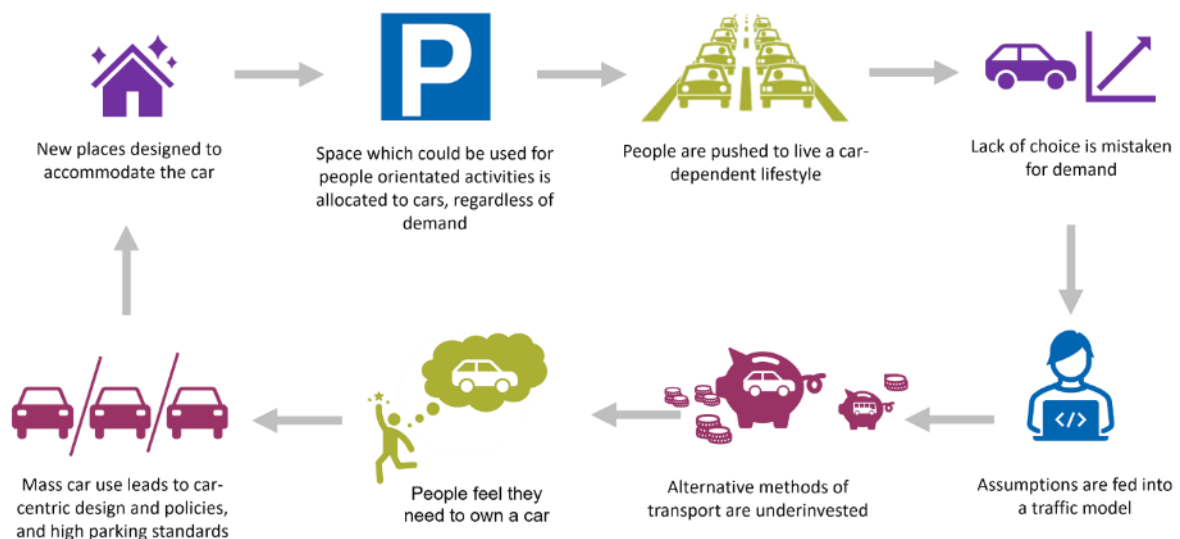 P
New places designed to
accommodate the car
Space which could be used for
people orientated activities is
allocated to cars, regardless of
demand
People are pushed to live a car-
dependent lifestyle
Lack of choice is mistaken
for demand
</>
Assumptions are fed into
a traffic model
Alternative methods of
transport are underinvested
People feel they
need to own a car
Mass car use leads to car-
centric design and policies,
and high parking standards